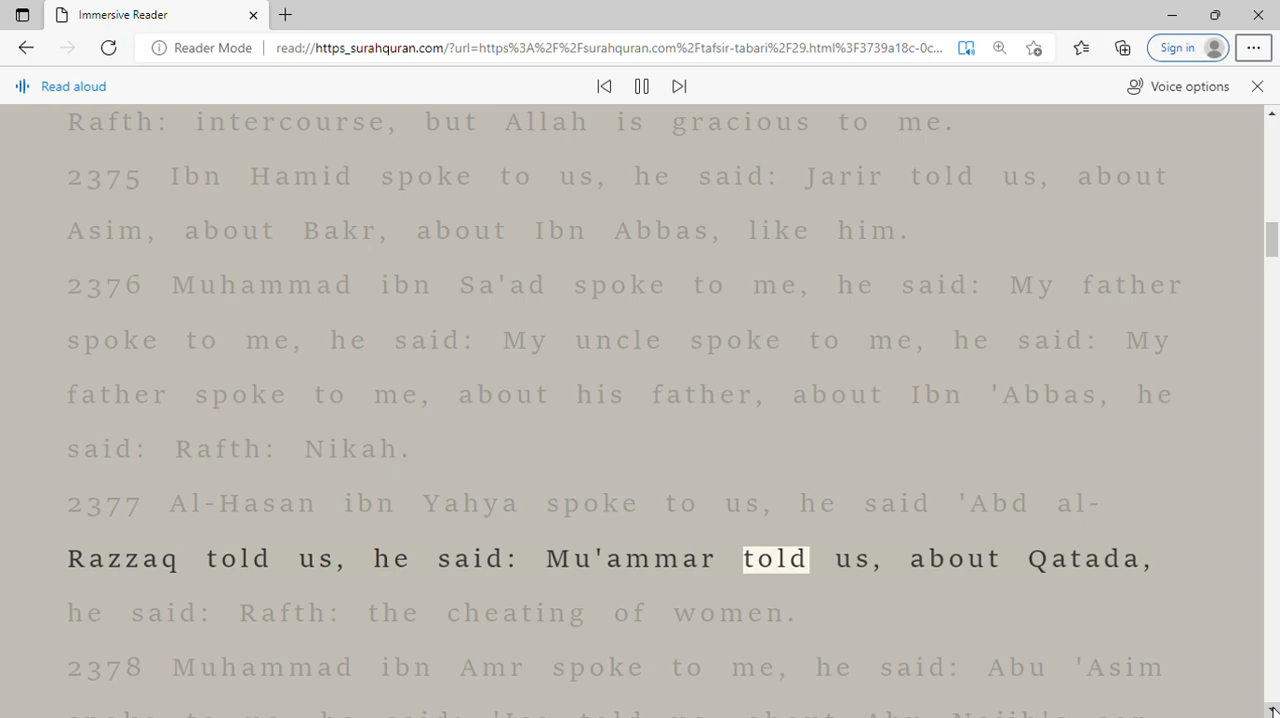 Immersive Reader
Reader Mode
read://https_surahquran.com/?url=https%3A%2F%2Fsurahquran.com%2Ftafsir-tabari%2F29.html%3F3739a18c-0c...
Sign in
Read aloud
Voice options
Rafth: intercourse, but Allah is gracious to me.
2375 Ibn Hamid spoke to us, he said: Jarir told us, about
Asim, about Bakr, about Ibn Abbas, like him.
2376 Muhammad ibn Sa'ad spoke to me, he said: My father
spoke to me, he said: My uncle spoke to me, he said: My
father spoke to me, about his father, about Ibn 'Abbas, he
said: Rafth: Nikah.
2377 Al-Hasan ibn Yahya spoke to us, he said 'Abd al-
Razzaq told us, he said: Mu'ammar told us, about Qatada,
he said: Rafth: the cheating of women.
2378 Muhammad ibn Amr spoke to me, he said: Abu 'Asim